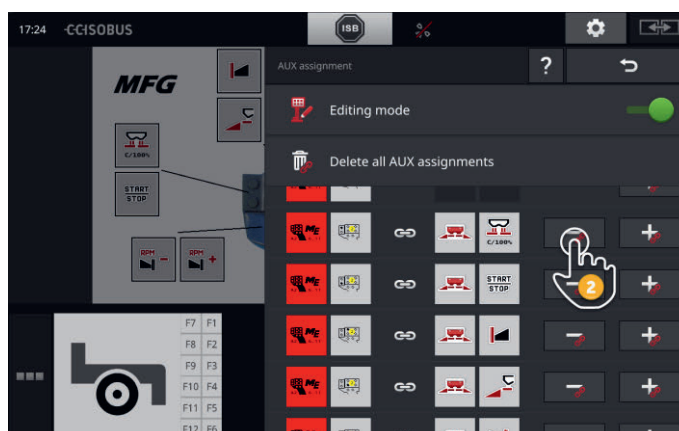 17:24
CCISOBUS
ISB
AUX assignment
?
MFG
Editing mode
C/100%
Delete all AUX assignments
START
STOP
C/100%
RPM
RPM
START
STOP
2
F7 F1
F8 F2
F9 F3
F10 F4
F11 F5
F12 F6